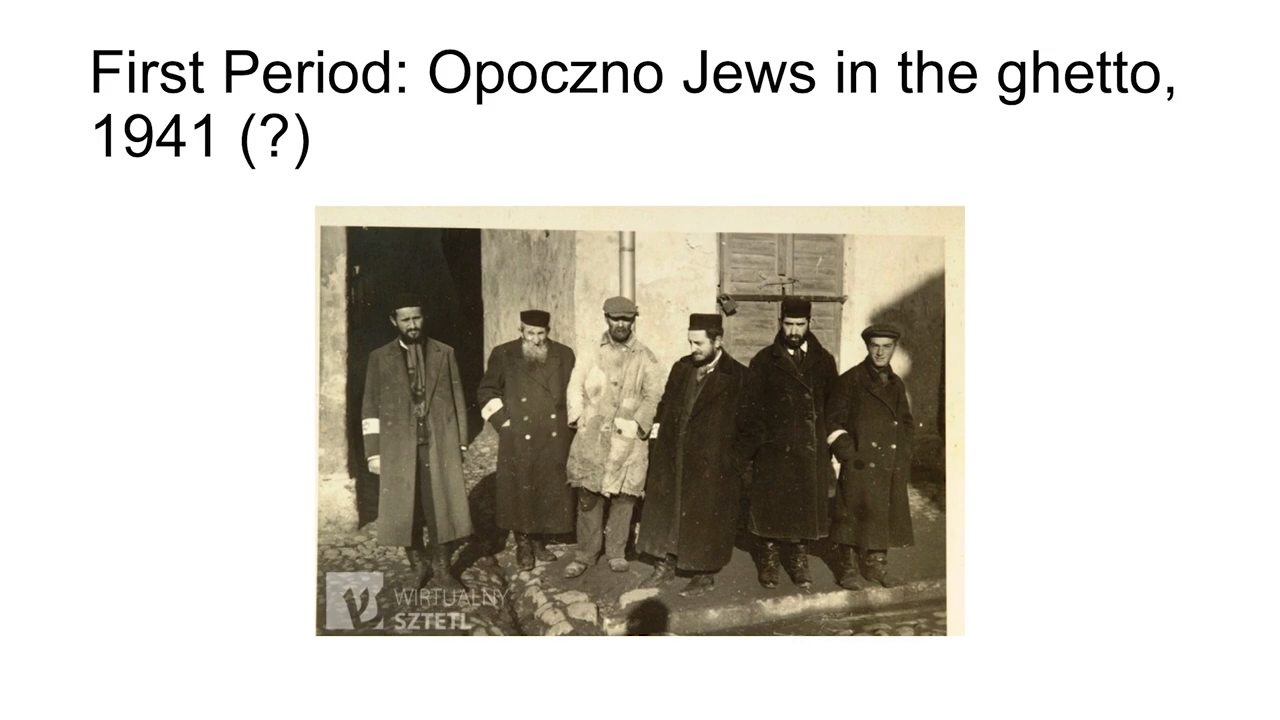 First Period: Opoczno Jews in the ghetto,
1941 (?)
ש
WIRTUALNY
SZTETL